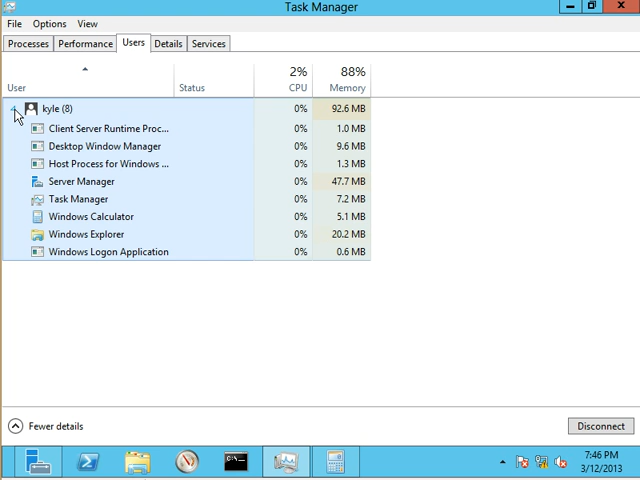 Task Manager
File Options View
Processes Performance Users Details Services
2% 88%
User Status CPU Memory
kyle (8) 0% 92.6 MB
Client Server Runtime Proc... 0% 1.0 MB
Desktop Window Manager 0% 9.6 MB
Host Process for Windows ... 0% 1.3 MB
Server Manager 0% 47.7 MB
Task Manager 0% 7.2 MB
Windows Calculator 0% 5.1 MB
Windows Explorer 0% 20.2 MB
Windows Logon Application 0% 0.6 MB
Fewer details Disconnect
7:46 PM
3/12/2013